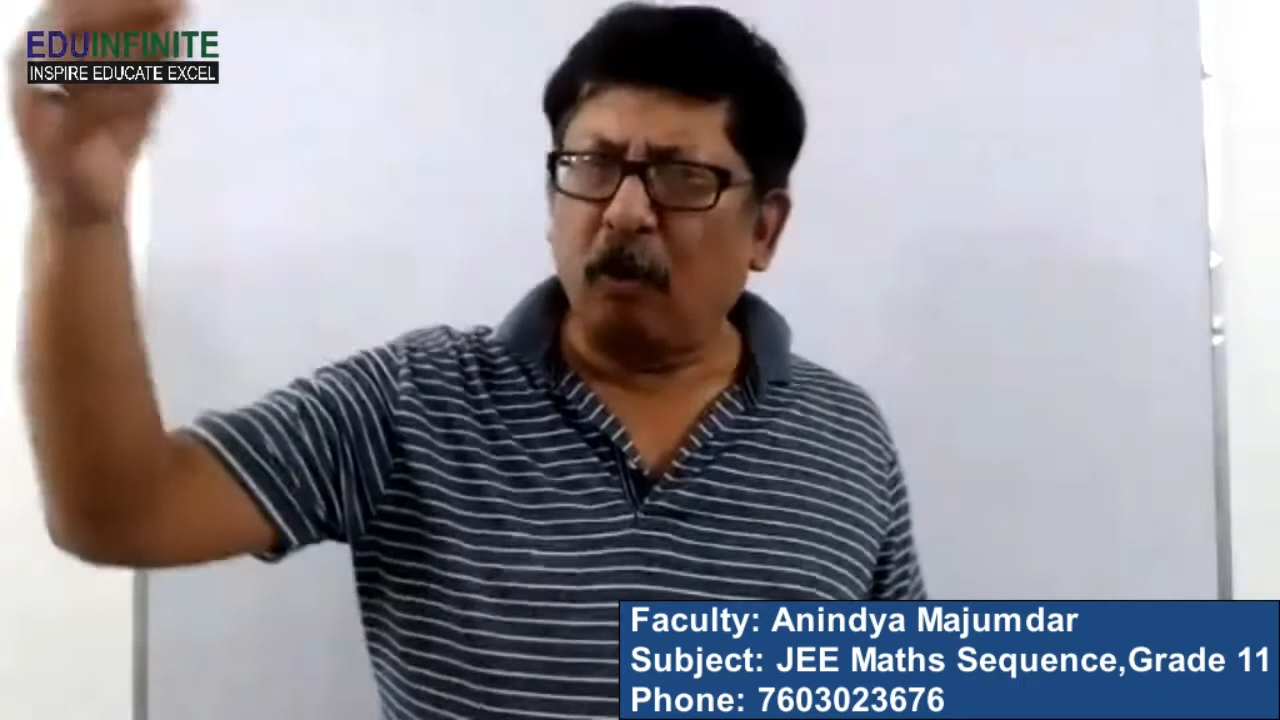 EDUINFINITE
INSPIRE EDUCATE EXCEL
Faculty: Anindya Majumdar
Subject: JEE Maths Sequence,Grade 11
Phone: 7603023676